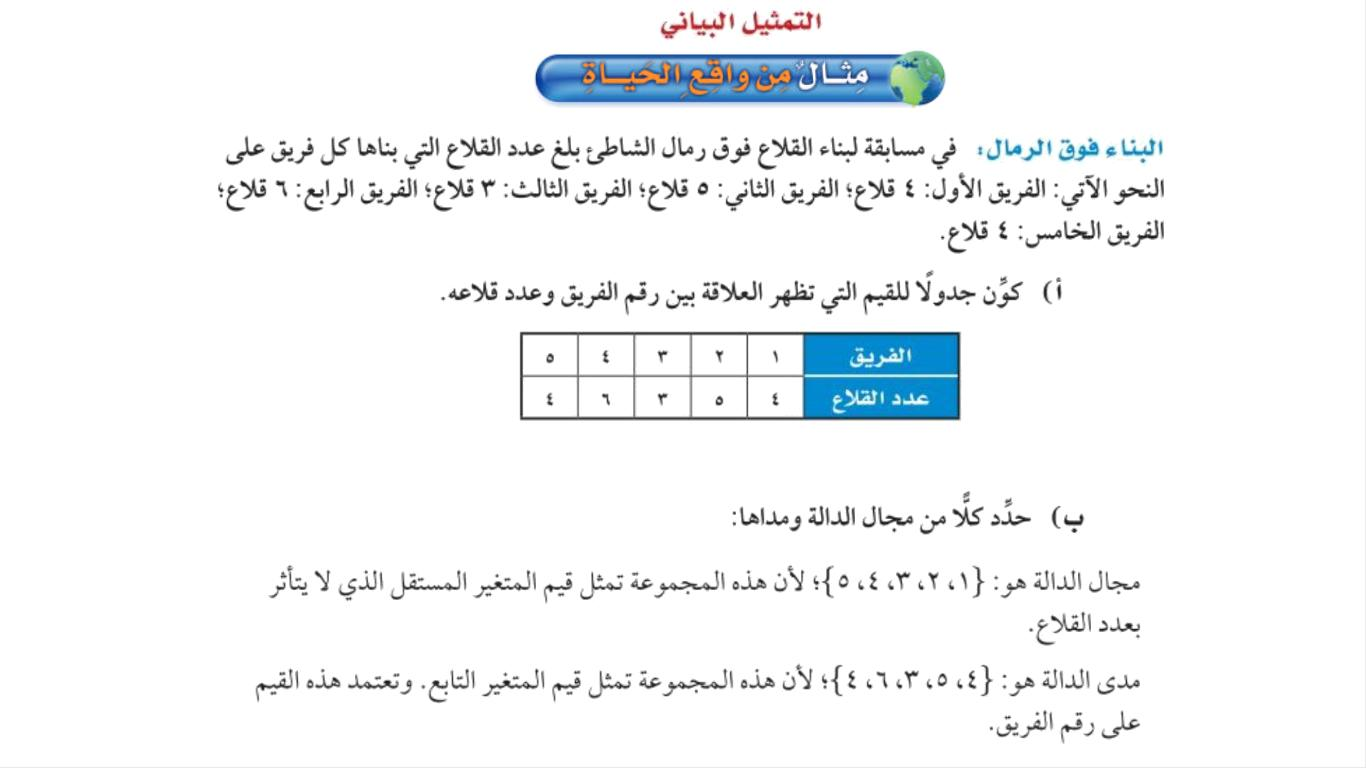 التمثيل البياني
مِثَـالٌ مِن واقِعِ الحَيَـاةِ
البناء فوق الرمال: في مسابقة لبناء القلاع فوق رمال الشاطئ بلغ عدد القلاع التي بناها كل فريق على
النحو الآتي: الفريق الأول: ٤ قلاع؛ الفريق الثاني: ٥ قلاع؛ الفريق الثالث: ٣ قلاع؛ الفريق الرابع: ٦ قلاع؛
الفريق الخامس: ٤ قلاع.
أ) كوِّن جدولًا للقيم التي تظهر العلاقة بين رقم الفريق وعدد قلاعه.
الفريق ١ ٢ ٣ ٤ ٥
عدد القلاع ٤ ٥ ٣ ٦ ٤
ب) حدِّد كلًّا من مجال الدالة ومداها:
مجال الدالة هو: {١، ٢، ٣، ٤، ٥}؛ لأن هذه المجموعة تمثل قيم المتغير المستقل الذي لا يتأثر
بعدد القلاع.
مدى الدالة هو: {٤، ٥، ٣، ٦، ٤}؛ لأن هذه المجموعة تمثل قيم المتغير التابع. وتعتمد هذه القيم
على رقم الفريق.